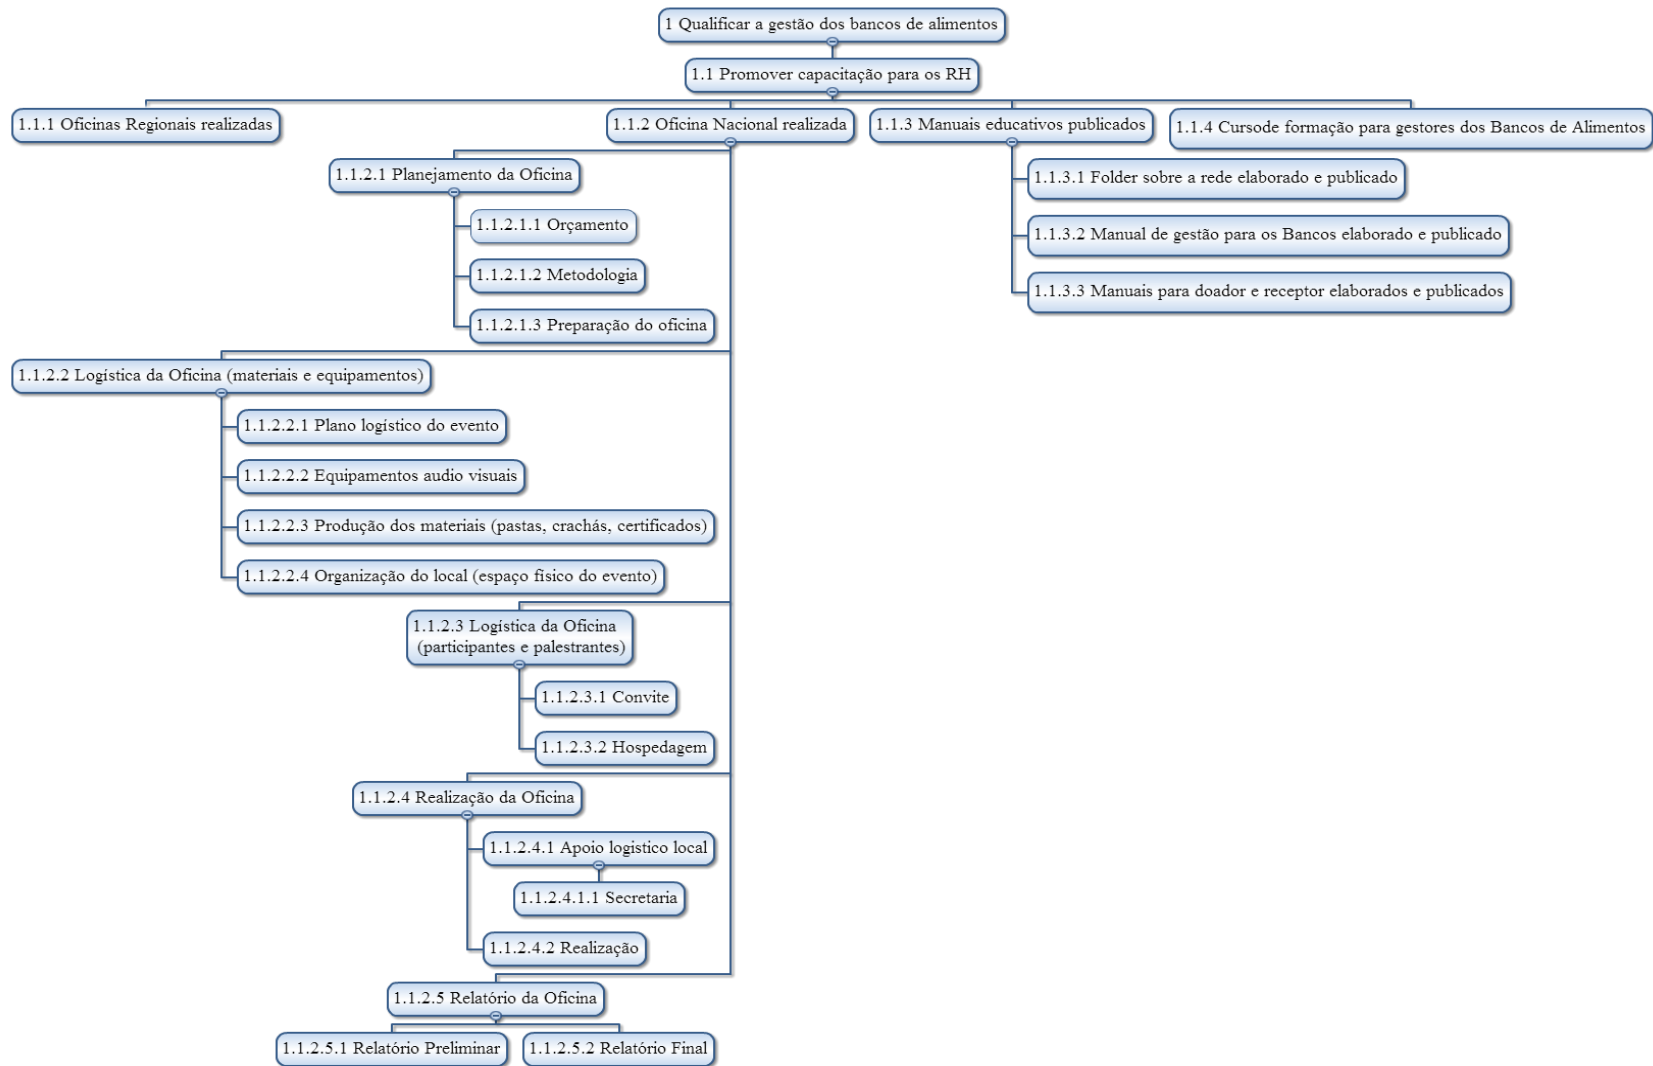 1 Qualificar a gestão dos bancos de alimentos
1.1 Promover capacitação para os RH
1.1.1 Oficinas Regionais realizadas
1.1.2 Oficina Nacional realizada
1.1.3 Manuais educativos publicados
1.1.4 Cursode formação para gestores dos Bancos de Alimentos
1.1.2.1 Planejamento da Oficina
1.1.3.1 Folder sobre a rede elaborado e publicado
1.1.2.1.1 Orçamento
1.1.3.2 Manual de gestão para os Bancos elaborado e publicado
1.1.2.1.2 Metodologia
1.1.3.3 Manuais para doador e receptor elaborados e publicados
1.1.2.1.3 Preparação do oficina
1.1.2.2 Logística da Oficina (materiais e equipamentos)
1.1.2.2.1 Plano logístico do evento
1.1.2.2.2 Equipamentos audio visuais
1.1.2.2.3 Produção dos materiais (pastas, crachás, certificados)
1.1.2.2.4 Organização do local (espaço físico do evento)
1.1.2.3 Logística da Oficina
(participantes e palestrantes)
1.1.2.3.1 Convite
1.1.2.3.2 Hospedagem
1.1.2.4 Realização da Oficina
1.1.2.4.1 Apoio logistico local
1.1.2.4.1.1 Secretaria
1.1.2.4.2 Realização
1.1.2.5 Relatório da Oficina
1.1.2.5.1 Relatório Preliminar
1.1.2.5.2 Relatório Final